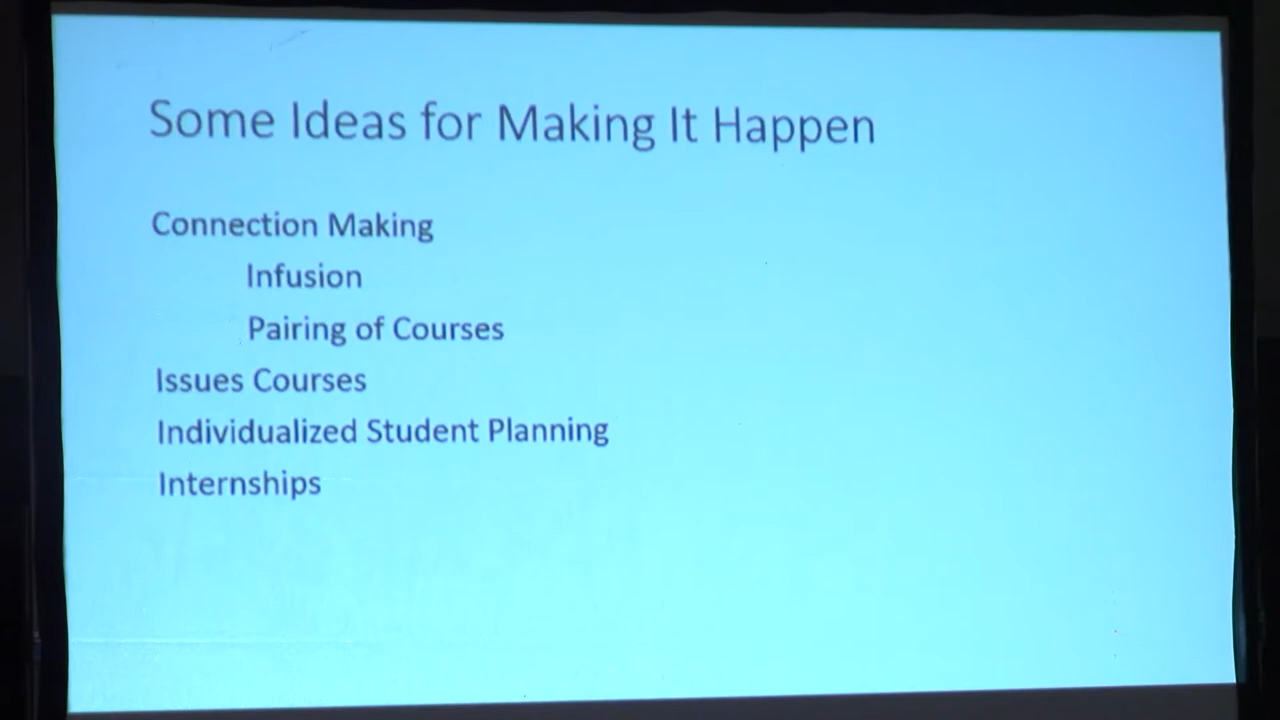 Some Ideas for Making It Happen
Connection Making
Infusion
Pairing of Courses
Issues Courses
Individualized Student Planning
Internships